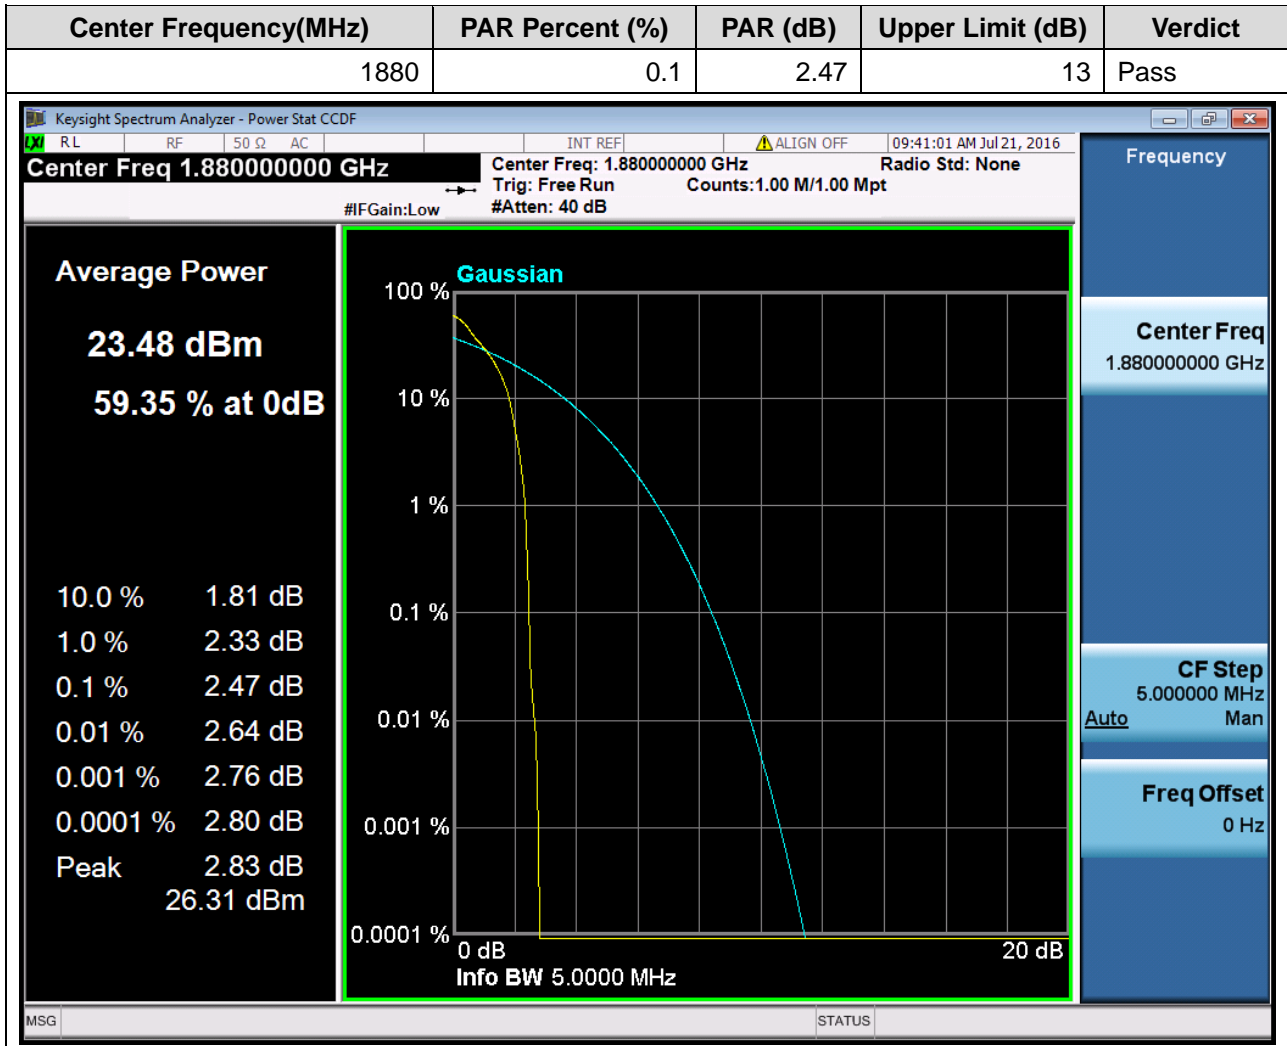 Center Frequency(MHz) PAR Percent (%) PAR (dB) Upper Limit (dB) Verdict
1880 0.1 2.47 13 Pass
Keysight Spectrum Analyzer - Power Stat CCDF
LXI RL RF 50 Ω AC INT REF ALIGN OFF 09:41:01 AM Jul 21, 2016
Center Freq 1.880000000 GHz
Center Freq: 1.880000000 GHz Radio Std: None
Trig: Free Run Counts:1.00 M/1.00 Mpt
#IFGain:Low #Atten: 40 dB
Average Power
23.48 dBm
59.35 % at 0dB
10.0 % 1.81 dB
1.0 % 2.33 dB
0.1 % 2.47 dB
0.01 % 2.64 dB
0.001 % 2.76 dB
0.0001 % 2.80 dB
Peak 2.83 dB
26.31 dBm
Gaussian
100 %
10 %
1 %
0.1 %
0.01 %
0.001 %
0.0001 %
0 dB 20 dB
Info BW 5.0000 MHz
Frequency
Center Freq
1.880000000 GHz
CF Step
5.000000 MHz
Auto Man
Freq Offset
0 Hz
MSG STATUS